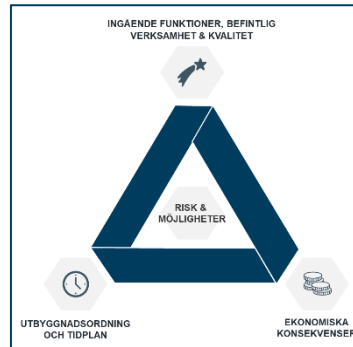 INGÅENDE FUNKTIONER, BEFINTLIG
VERKSAMHET & KVALITET
RISK &
MÖJLIGHETER
UTBYGGNADSORDNING
OCH TIDPLAN
EKONOMISKA
KONSEKVENSER